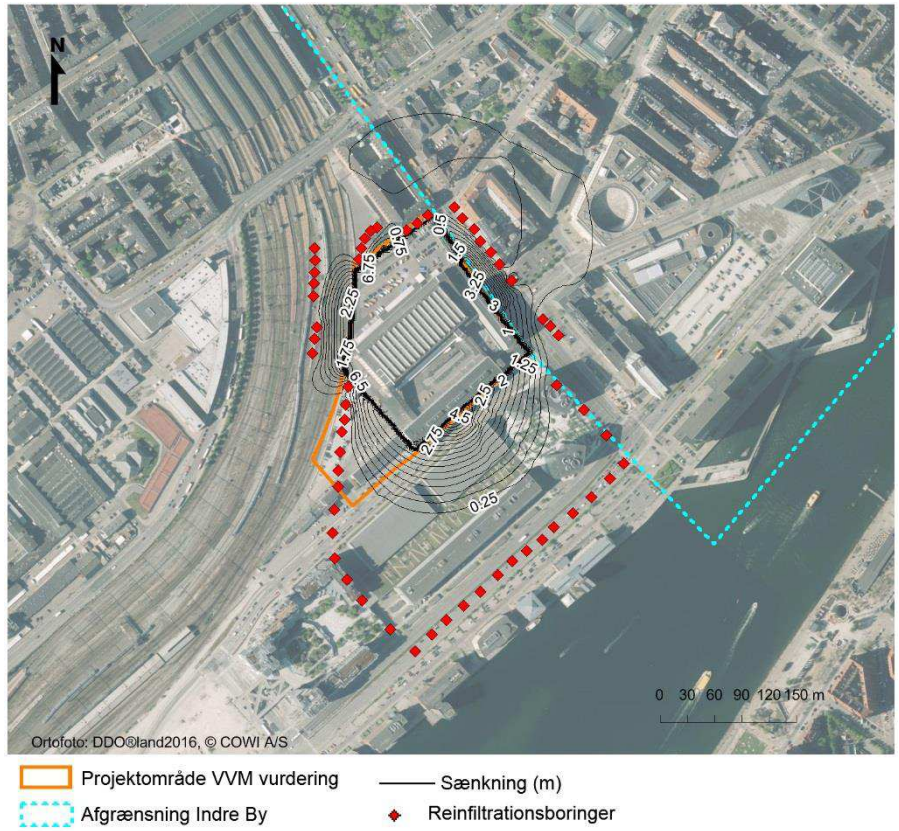 N
0.5
0.75
6.75
1.5
3.25
2.25
3
1
1.75
1.25
6.5
2
2.5
4.5
2.75
0.25
0 30 60 90 120 150 m
Ortofoto: DDO®land2016, © COWI A/S
Projektområde VVM vurdering
Sænkning (m)
Afgrænsning Indre By
Reinfiltrationsboringer